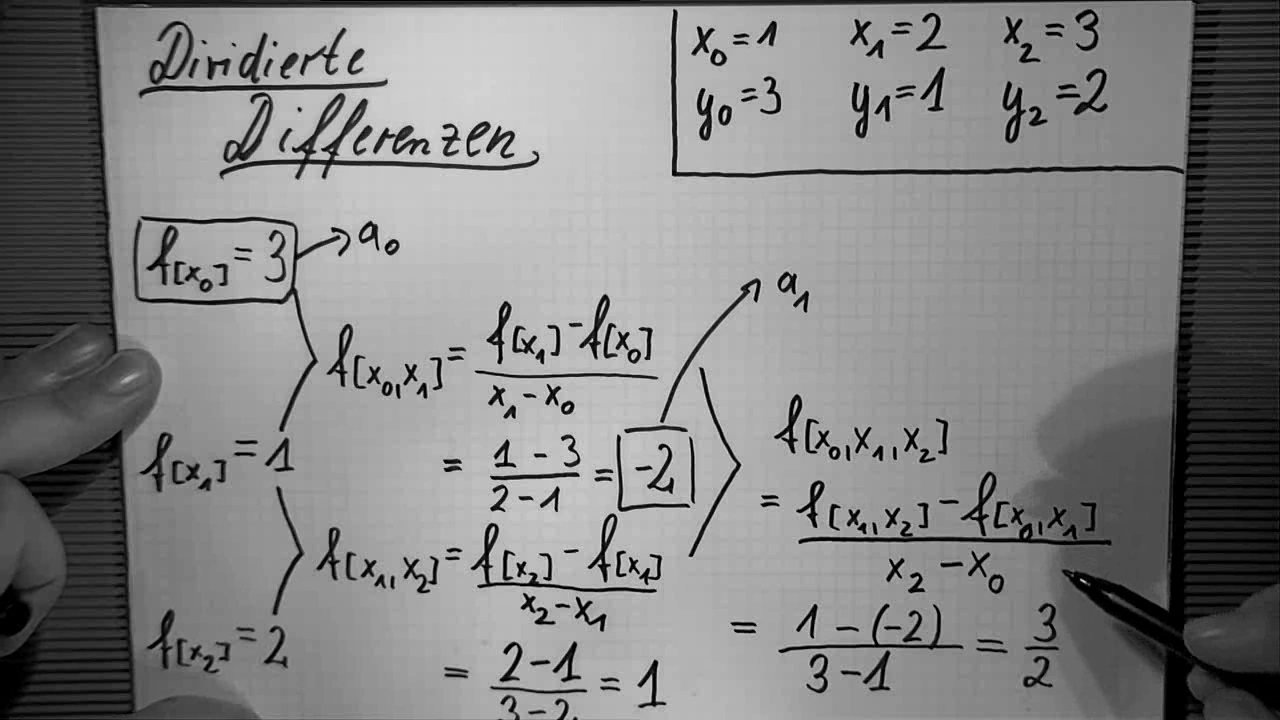 Dividierte
Differenzen
x₀=1 x₁=2 x₂=3
y₀=3 y₁=1 y₂=2
f[x₀]=3 → a₀
f[x₀,x₁] = (f[x₁]-f[x₀])/(x₁-x₀)
= (1-3)/(2-1) = -2 → a₁
f[x₁]=1
f[x₁,x₂] = (f[x₂]-f[x₁])/(x₂-x₁)
= (2-1)/(3-2) = 1
f[x₂]=2
f[x₀,x₁,x₂]
= (f[x₁,x₂]-f[x₀,x₁])/(x₂-x₀)
= (1-(-2))/(3-1) = 3/2